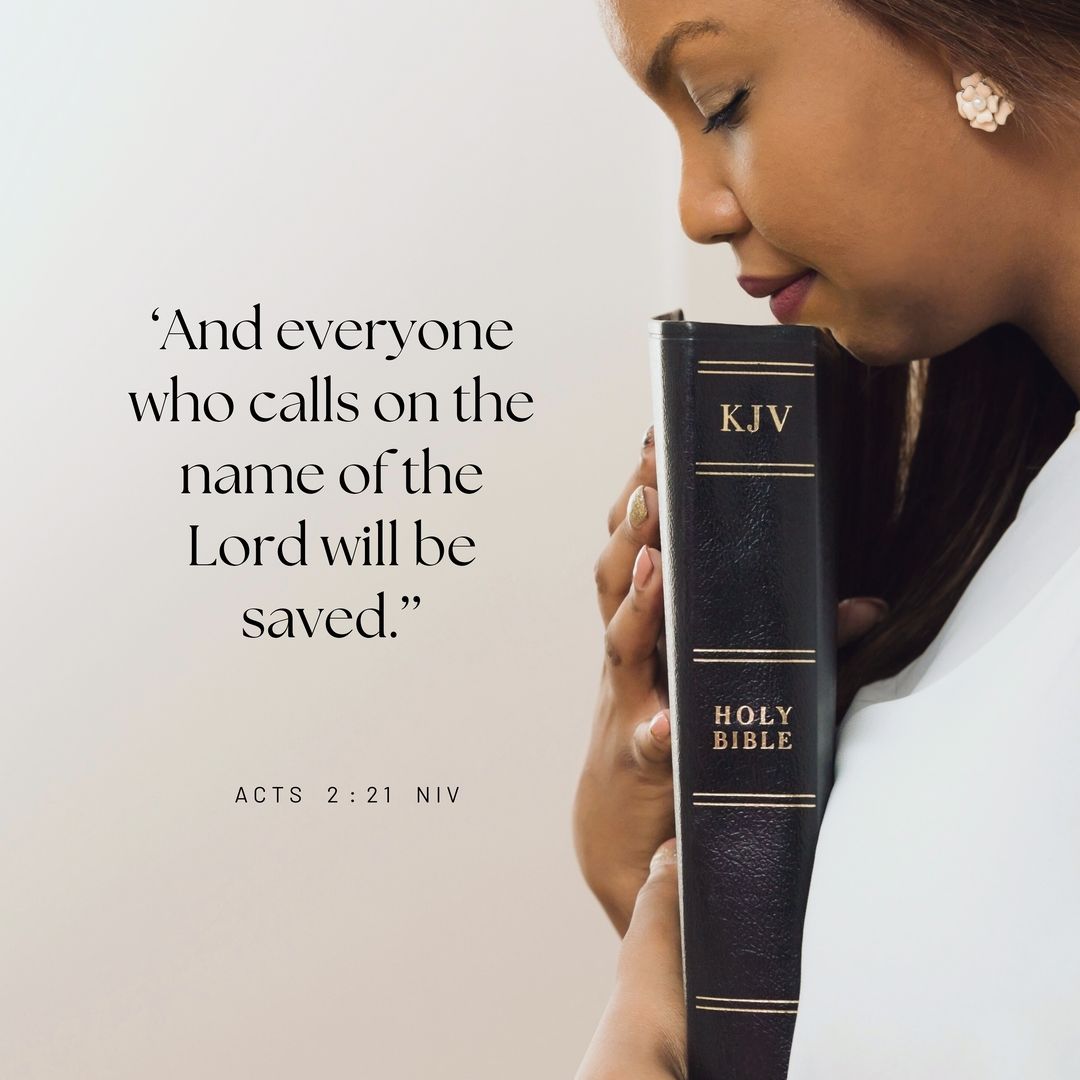 ‘And everyone
who calls on the
name of the
Lord will be
saved.”
ACTS 2:21 NIV
KJV
HOLY
BIBLE